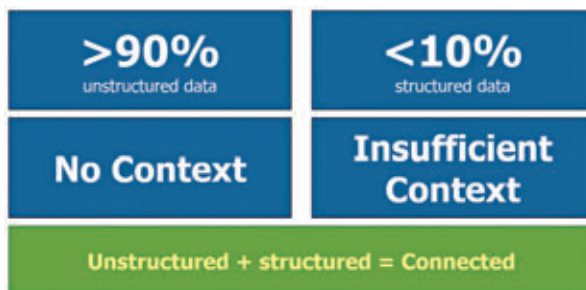 >90%
unstructured data
<10%
structured data
No Context
Insufficient
Context
Unstructured + structured = Connected